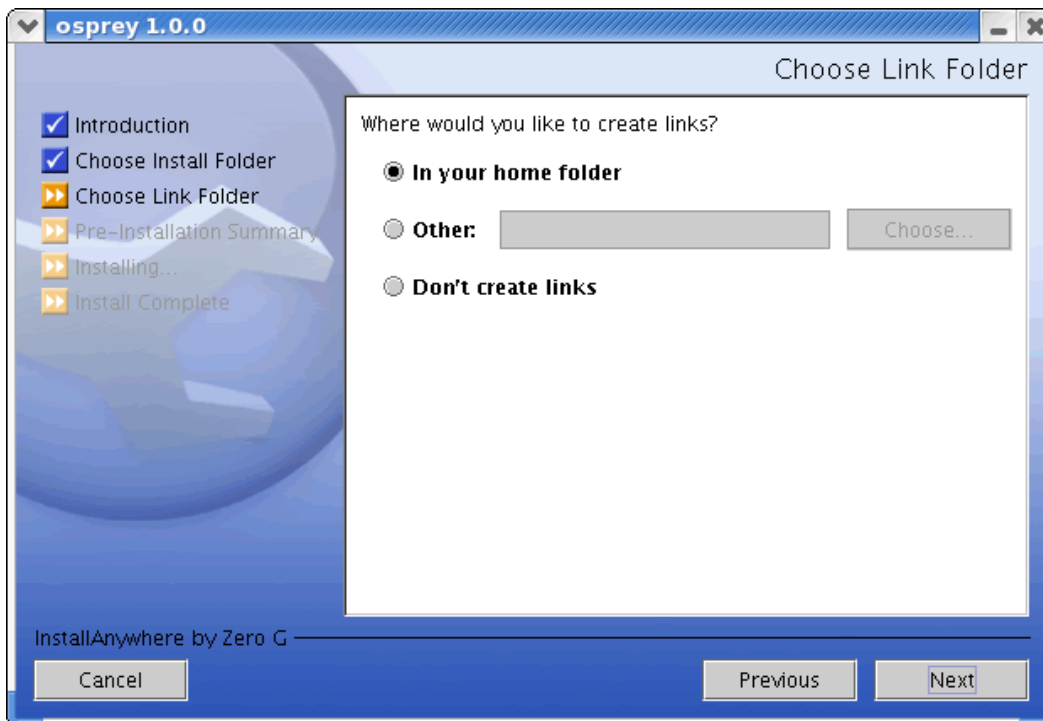 osprey 1.0.0
Choose Link Folder
Introduction
Choose Install Folder
Choose Link Folder
Pre-Installation Summary
Installing...
Install Complete
Where would you like to create links?
In your home folder
Other:
Choose...
Don't create links
InstallAnywhere by Zero G
Cancel
Previous
Next